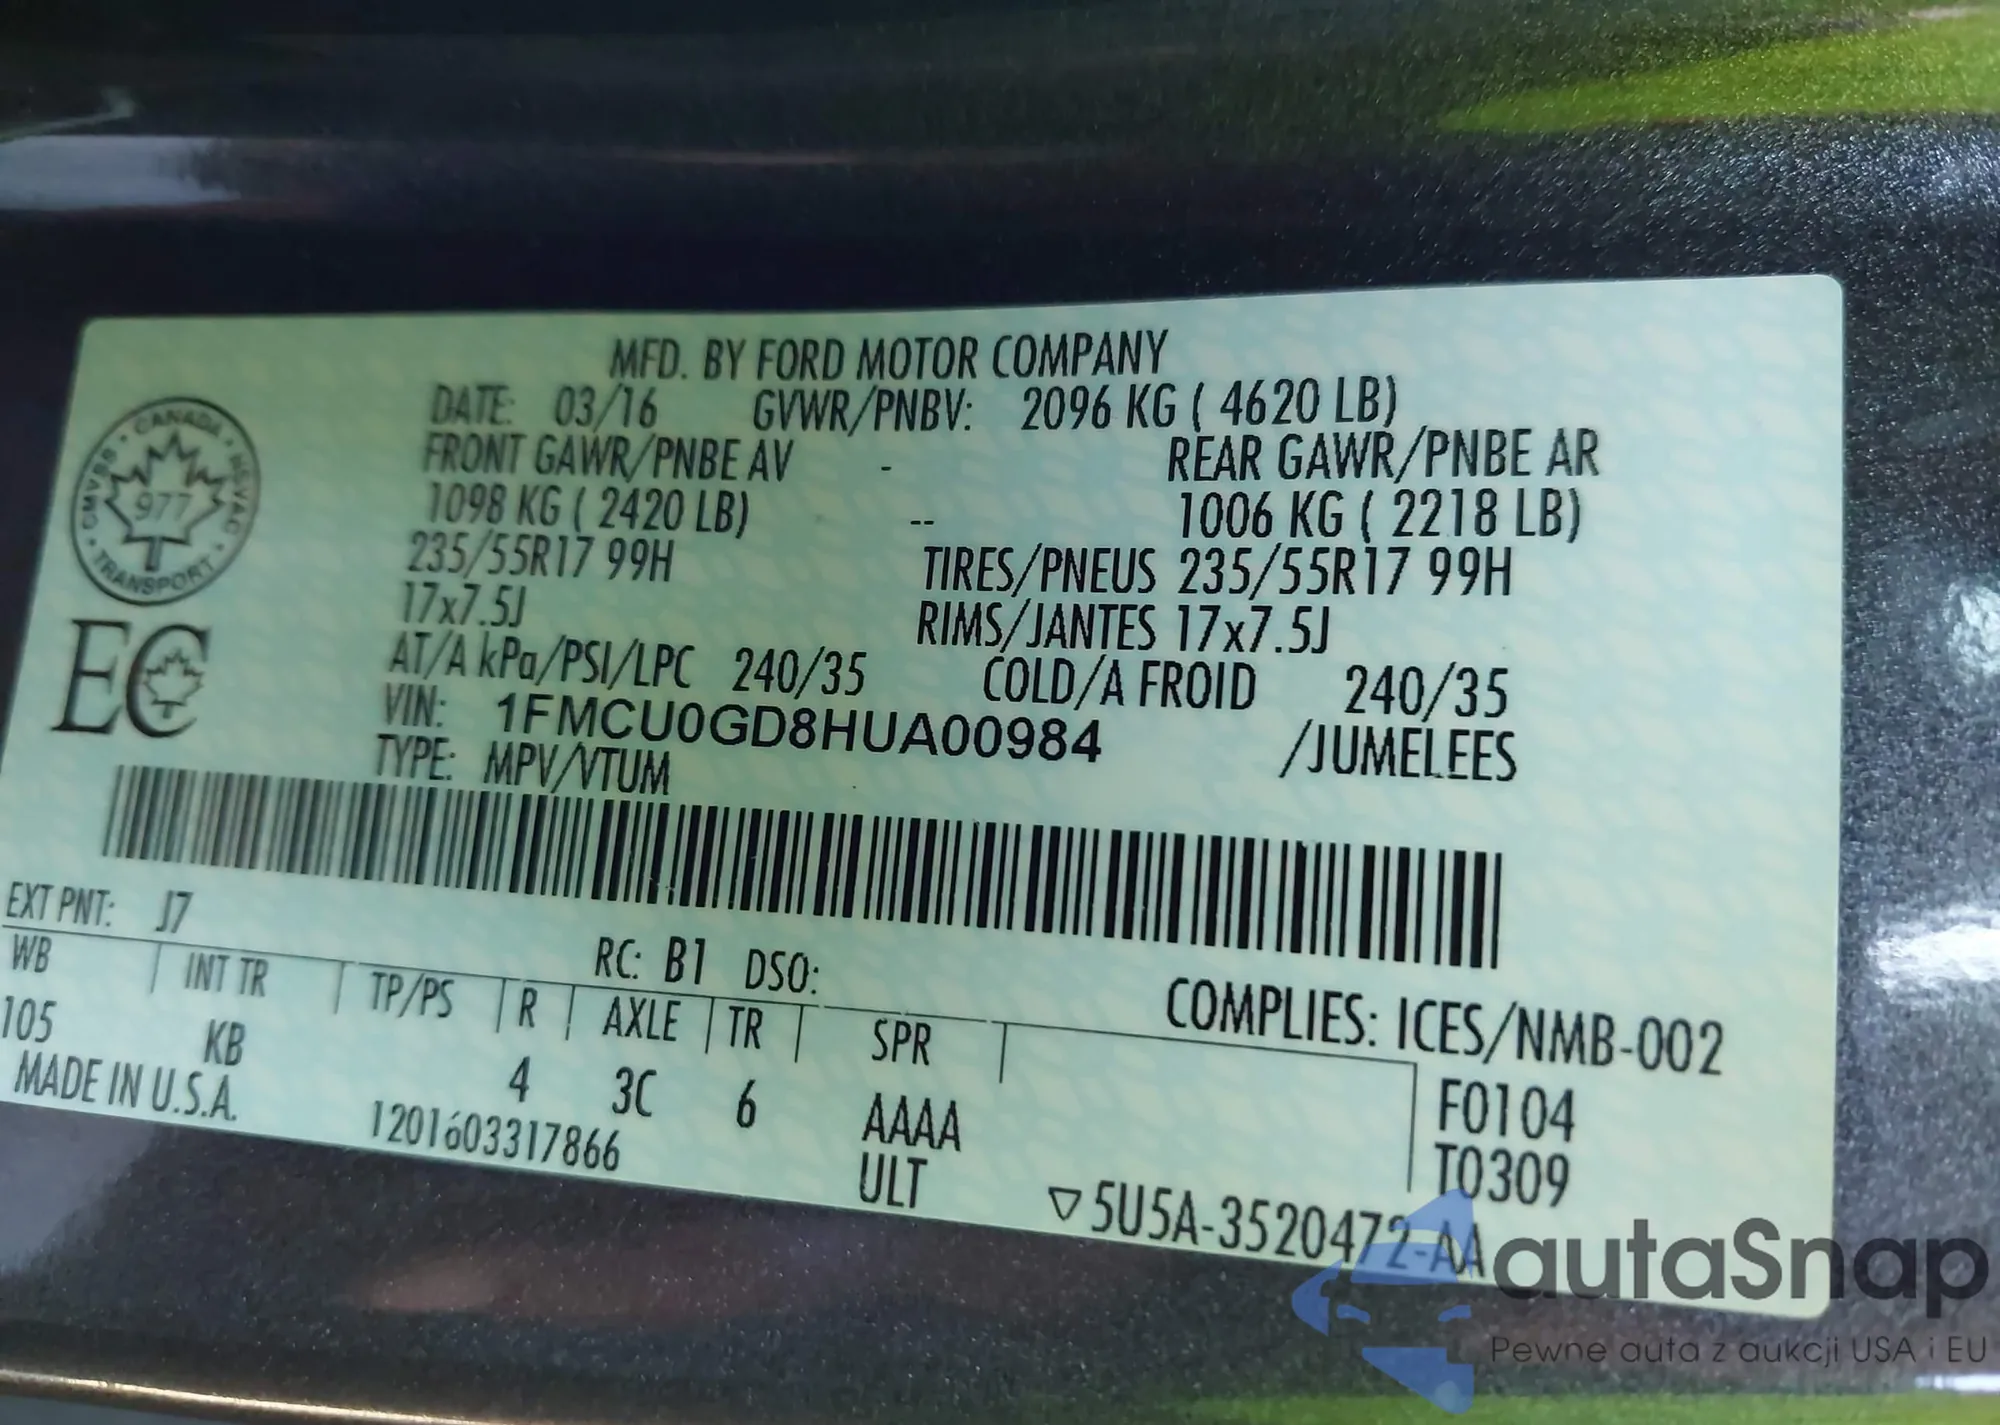 MFD. BY FORD MOTOR COMPANY
DATE: 03/16 GVWR/PNBV: 2096 KG ( 4620 LB)
FRONT GAWR/PNBE AV - REAR GAWR/PNBE AR
1098 KG ( 2420 LB) -- 1006 KG ( 2218 LB)
235/55R17 99H TIRES/PNEUS 235/55R17 99H
17x7.5J RIMS/JANTES 17x7.5J
AT/A kPa/PSI/LPC 240/35 COLD/A FROID 240/35
VIN: 1FMCU0GD8HUA00984 /JUMELEES
TYPE: MPV/VTUM
CANADA
CMVSS NSVAC
977
TRANSPORT
EC
EXT PNT: J7 RC: B1 DSO:
WB INT TR TP/PS R AXLE TR SPR COMPLIES: ICES/NMB-002
105 KB 4 3C 6 AAAA F0104
MADE IN U.S.A. 1201603317866 ULT T0309
▽5U5A-3520472-AA
autaSnap
Pewne auta z aukcji USA i EU